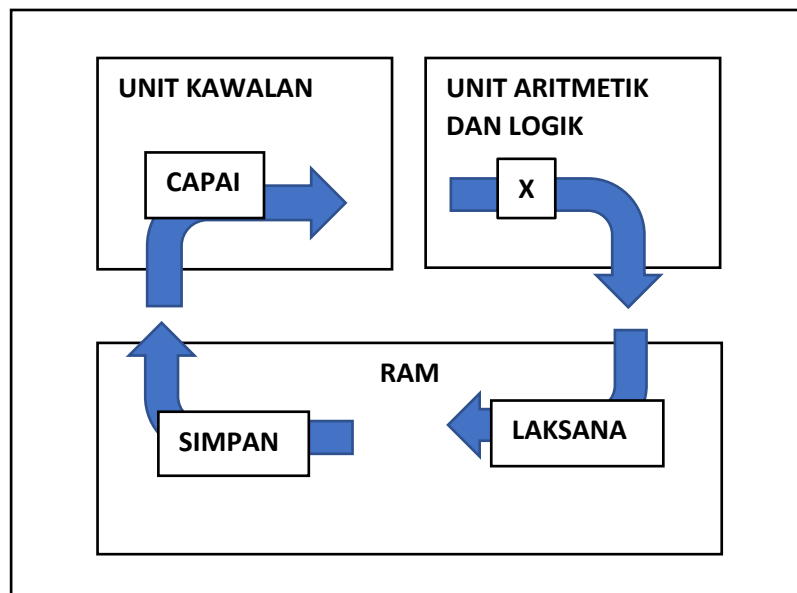 UNIT KAWALAN
CAPAI
UNIT ARITMETIK
DAN LOGIK
X
RAM
SIMPAN
LAKSANA